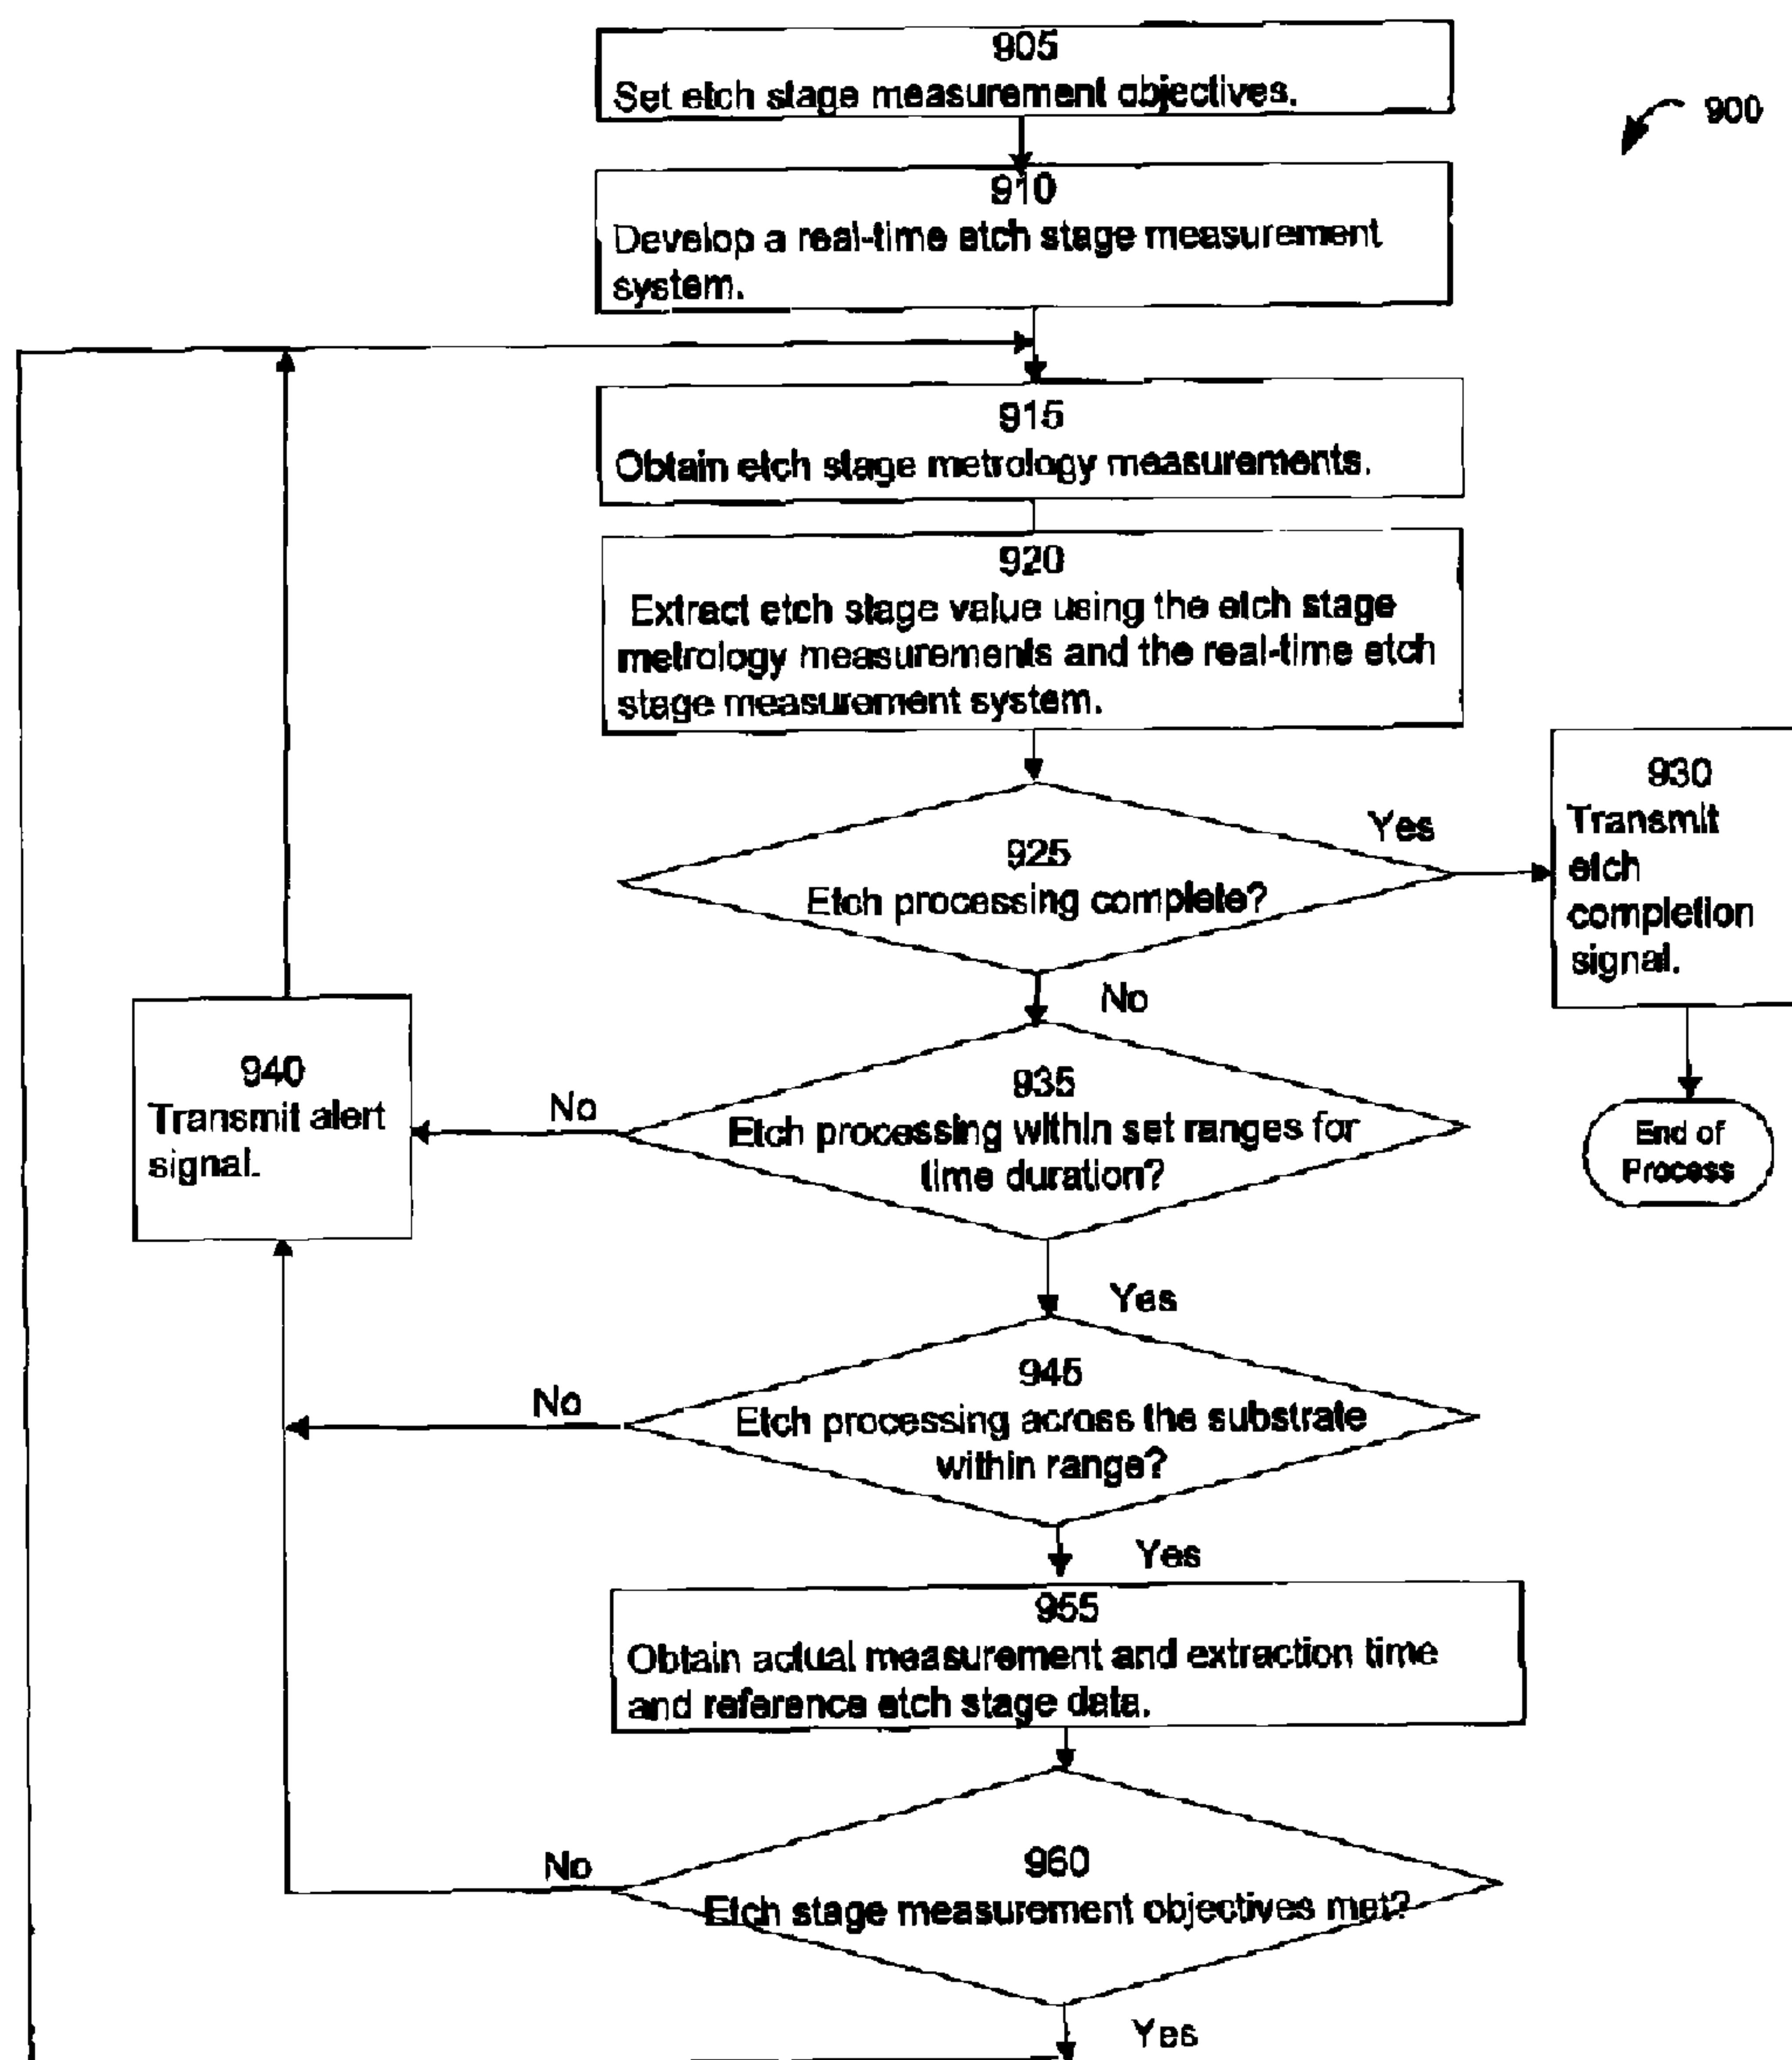 905
Set etch stage measurement objectives.
900
910
Develop a real-time etch stage measurement
system.
915
Obtain etch stage metrology measurements.
920
Extract etch stage value using the etch stage
metrology measurements and the real-time etch
stage measurement system.
925
Etch processing complete?
Yes
930
Transmit
etch
completion
signal.
No
935
Etch processing within set ranges for
time duration?
No
940
Transmit alert
signal.
End of
Process
Yes
945
Etch processing across the substrate
within range?
No
Yes
955
Obtain actual measurement and extraction time
and reference etch stage data.
960
Etch stage measurement objectives met?
No
Yes